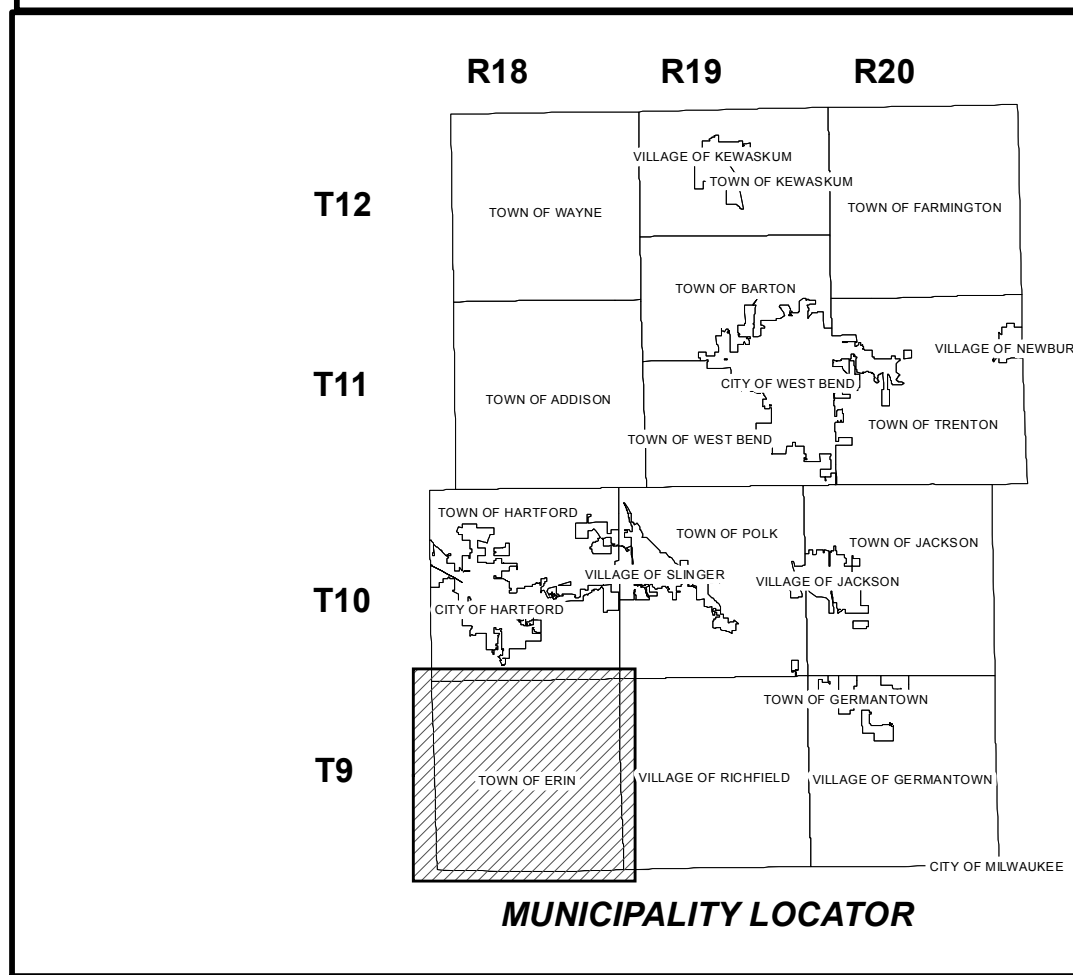 R18 R19 R20
VILLAGE OF KEWASKUM
TOWN OF KEWASKUM
T12
TOWN OF WAYNE
TOWN OF FARMINGTON
TOWN OF BARTON
VILLAGE OF NEWBUR
T11
CITY OF WEST BEND
TOWN OF ADDISON
TOWN OF TRENTON
TOWN OF WEST BEND
TOWN OF HARTFORD
TOWN OF POLK
TOWN OF JACKSON
VILLAGE OF SLINGER
VILLAGE OF JACKSON
T10
CITY OF HARTFORD
TOWN OF GERMANTOWN
T9
TOWN OF ERIN
VILLAGE OF RICHFIELD
VILLAGE OF GERMANTOWN
CITY OF MILWAUKEE
MUNICIPALITY LOCATOR